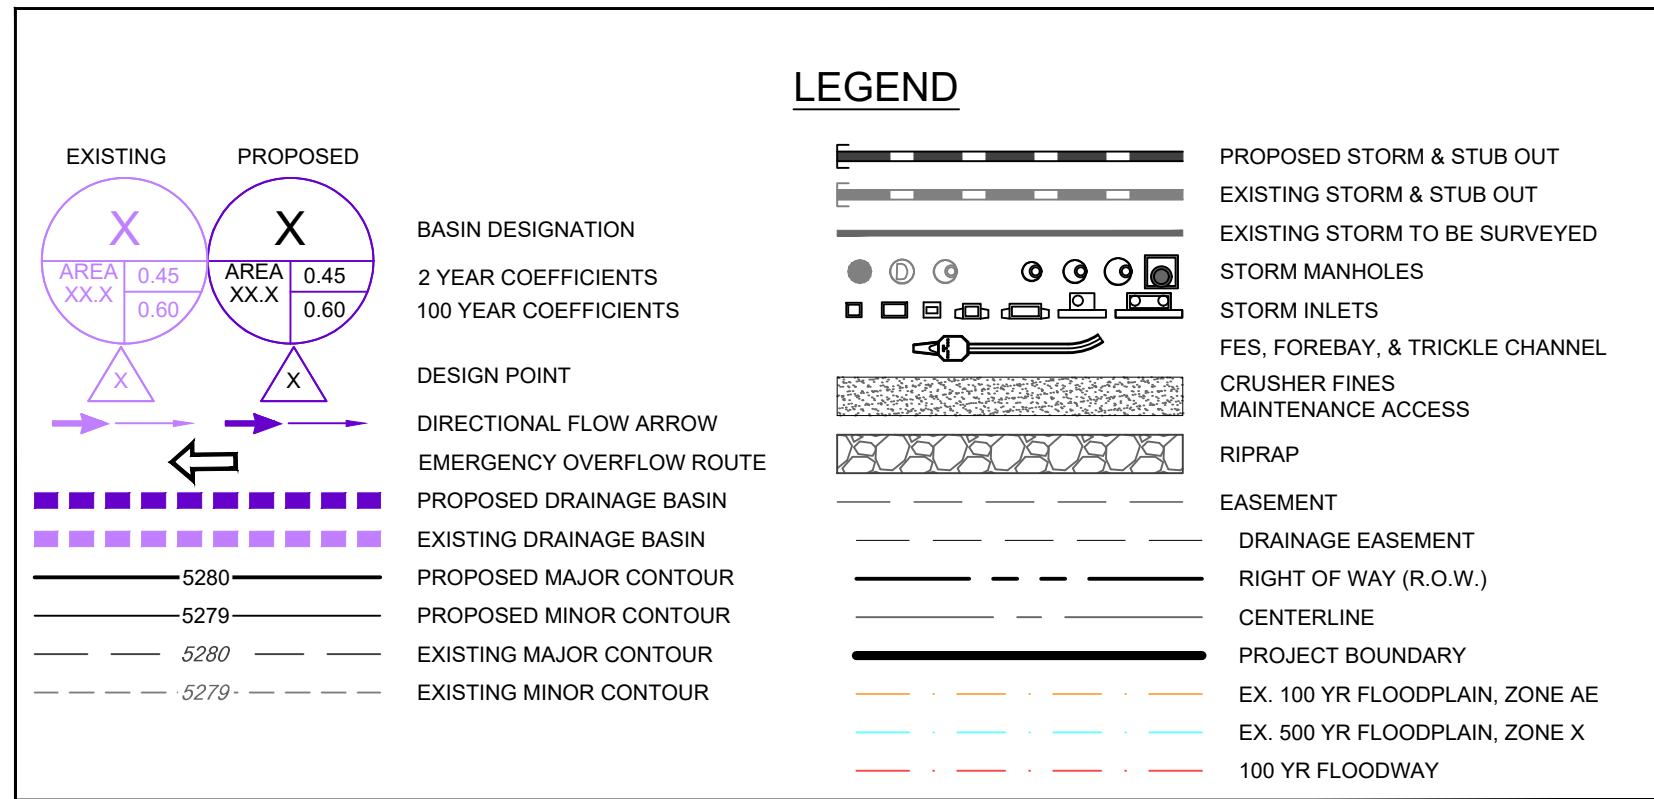 LEGEND
EXISTING PROPOSED
X X
BASIN DESIGNATION
AREA 0.45 AREA 0.45
2 YEAR COEFFICIENTS
XX.X XX.X
0.60 0.60
100 YEAR COEFFICIENTS
X X
DESIGN POINT
DIRECTIONAL FLOW ARROW
EMERGENCY OVERFLOW ROUTE
PROPOSED DRAINAGE BASIN
EXISTING DRAINAGE BASIN
5280 PROPOSED MAJOR CONTOUR
5279 PROPOSED MINOR CONTOUR
5280 EXISTING MAJOR CONTOUR
5279 EXISTING MINOR CONTOUR
PROPOSED STORM & STUB OUT
EXISTING STORM & STUB OUT
EXISTING STORM TO BE SURVEYED
D STORM MANHOLES
STORM INLETS
FES, FOREBAY, & TRICKLE CHANNEL
CRUSHER FINES
MAINTENANCE ACCESS
RIPRAP
EASEMENT
DRAINAGE EASEMENT
RIGHT OF WAY (R.O.W.)
CENTERLINE
PROJECT BOUNDARY
EX. 100 YR FLOODPLAIN, ZONE AE
EX. 500 YR FLOODPLAIN, ZONE X
100 YR FLOODWAY